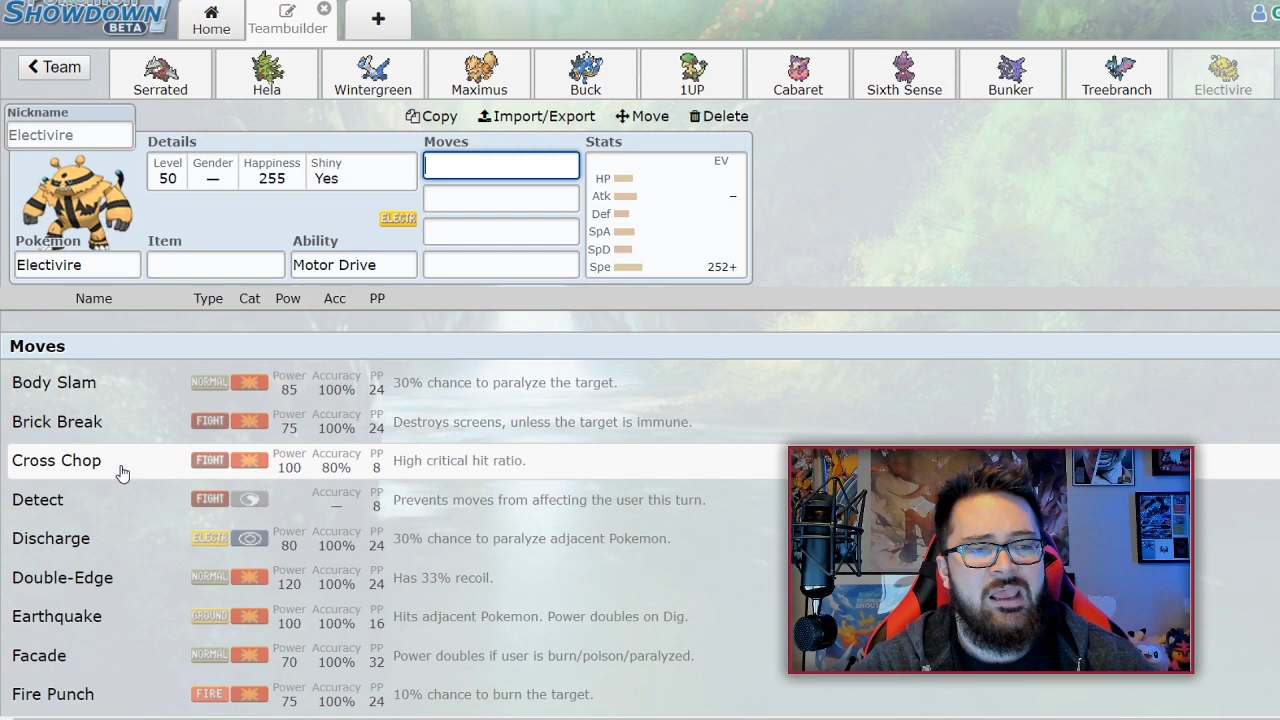 SHOWDOWN
BETA
Home
Teambuilder
+
Team
Serrated
Hela
Wintergreen
Maximus
Buck
1UP
Cabaret
Sixth Sense
Bunker
Treebranch
Electivire
Nickname
Electivire
Copy
Import/Export
Move
Delete
Details
Level Gender Happiness Shiny
50 — 255 Yes
ELECTR
Pokémon
Electivire
Item
Ability
Motor Drive
Moves
Stats
EV
HP
Atk –
Def
SpA
SpD
Spe 252+
Name Type Cat Pow Acc PP
Moves
Body Slam NORMAL Power 85 Accuracy 100% PP 24 30% chance to paralyze the target.
Brick Break FIGHT Power 75 Accuracy 100% PP 24 Destroys screens, unless the target is immune.
Cross Chop FIGHT Power 100 Accuracy 80% PP 8 High critical hit ratio.
Detect FIGHT Accuracy — PP 8 Prevents moves from affecting the user this turn.
Discharge ELECTR Power 80 Accuracy 100% PP 24 30% chance to paralyze adjacent Pokemon.
Double-Edge NORMAL Power 120 Accuracy 100% PP 24 Has 33% recoil.
Earthquake GROUND Power 100 Accuracy 100% PP 16 Hits adjacent Pokemon. Power doubles on Dig.
Facade NORMAL Power 70 Accuracy 100% PP 32 Power doubles if user is burn/poison/paralyzed.
Fire Punch FIRE Power 75 Accuracy 100% PP 24 10% chance to burn the target.